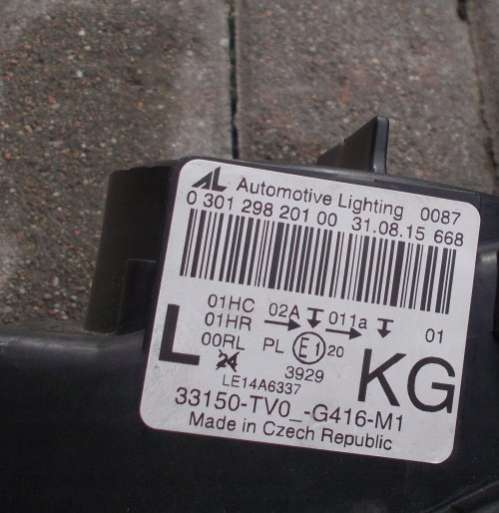 AL Automotive Lighting 0087
0 301 298 201 00 31.08.15 668
01HC 02A 011a 01
01HR
L 00RL PL E1 20 KG
24 3929
LE14A6337
33150-TV0_-G416-M1
Made in Czech Republic